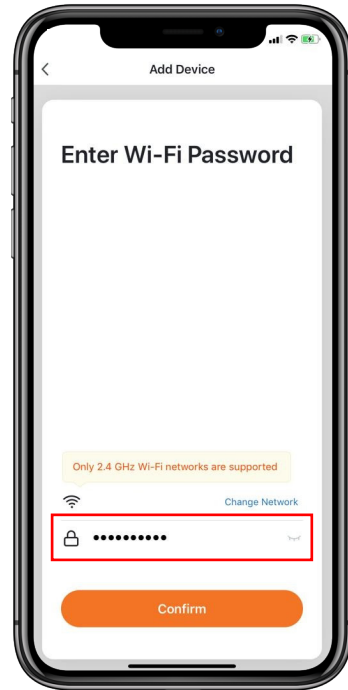 Add Device
Enter Wi-Fi Password
Only 2.4 GHz Wi-Fi networks are supported
Change Network
••••••••••
Confirm